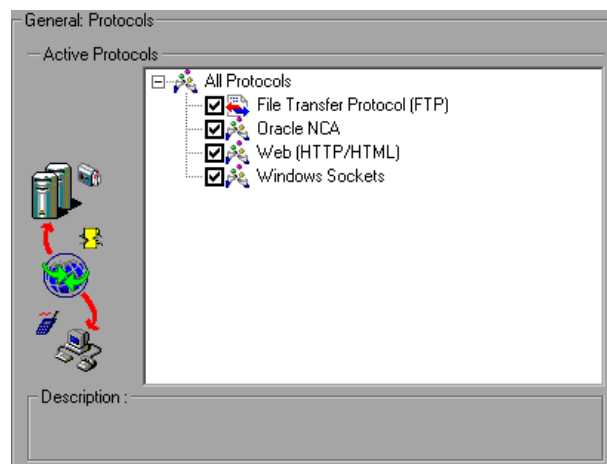 General: Protocols
Active Protocols
All Protocols
File Transfer Protocol (FTP)
Oracle NCA
Web (HTTP/HTML)
Windows Sockets
Description :